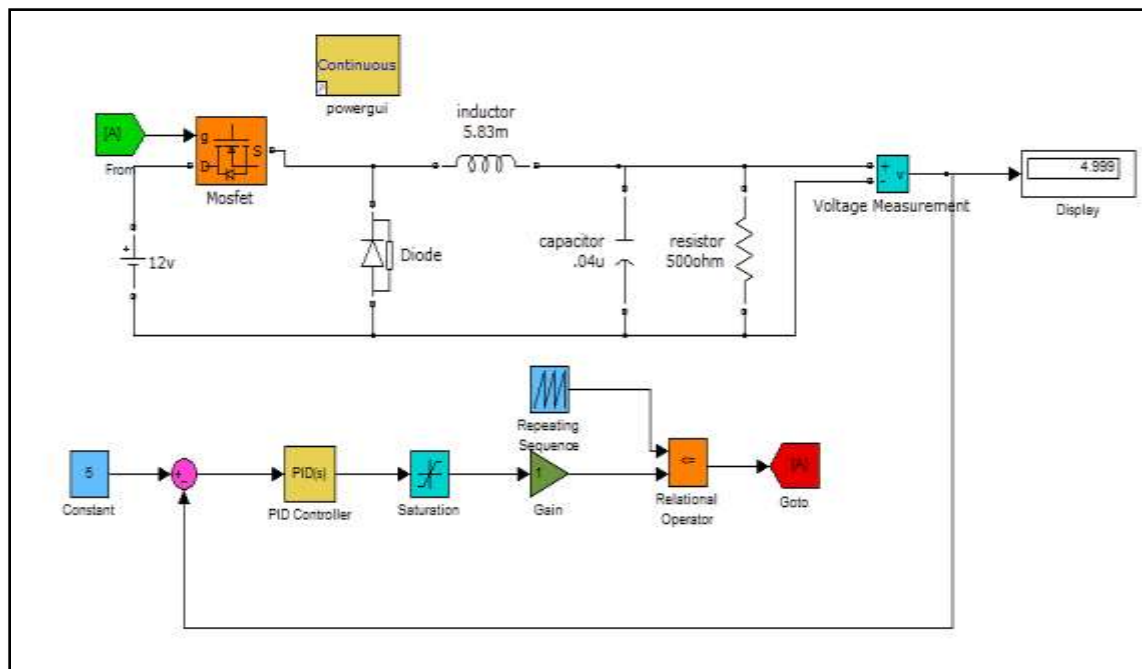 Continuous
powergui
inductor
5.83m
[A]
From
g
D
S
Mosfet
12v
Diode
capacitor
.04u
resistor
500ohm
+
-
v
Voltage Measurement
4.999
Display
Repeating
Sequence
5
Constant
PID(s)
PID Controller
Saturation
1
Gain
<=
Relational
Operator
[A]
Goto